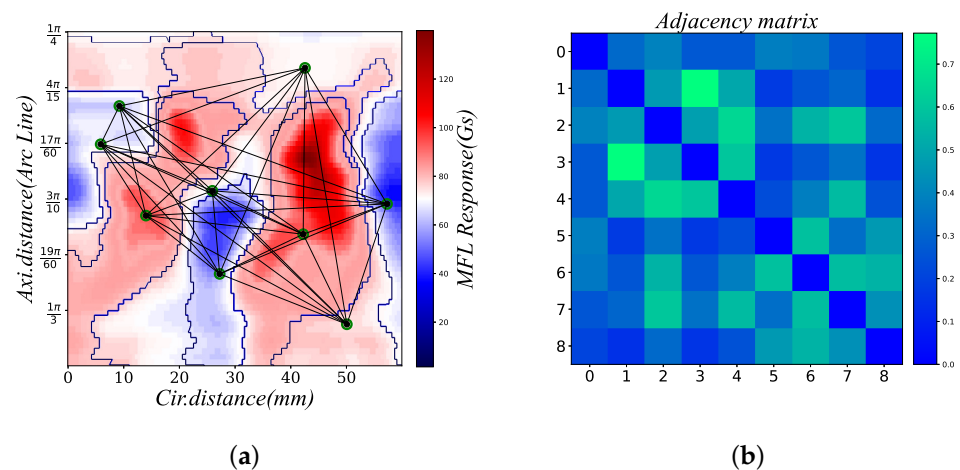 Adjacency matrix
1π/4
4π/15
17π/60
3π/10
19π/60
1π/3
Axi.distance(Arc Line)
0 10 20 30 40 50
Cir.distance(mm)
120
100
80
60
40
20
MFL Response(Gs)
0
1
2
3
4
5
6
7
8
0 1 2 3 4 5 6 7 8
0.7
0.6
0.5
0.4
0.3
0.2
0.1
0.0
(a)
(b)